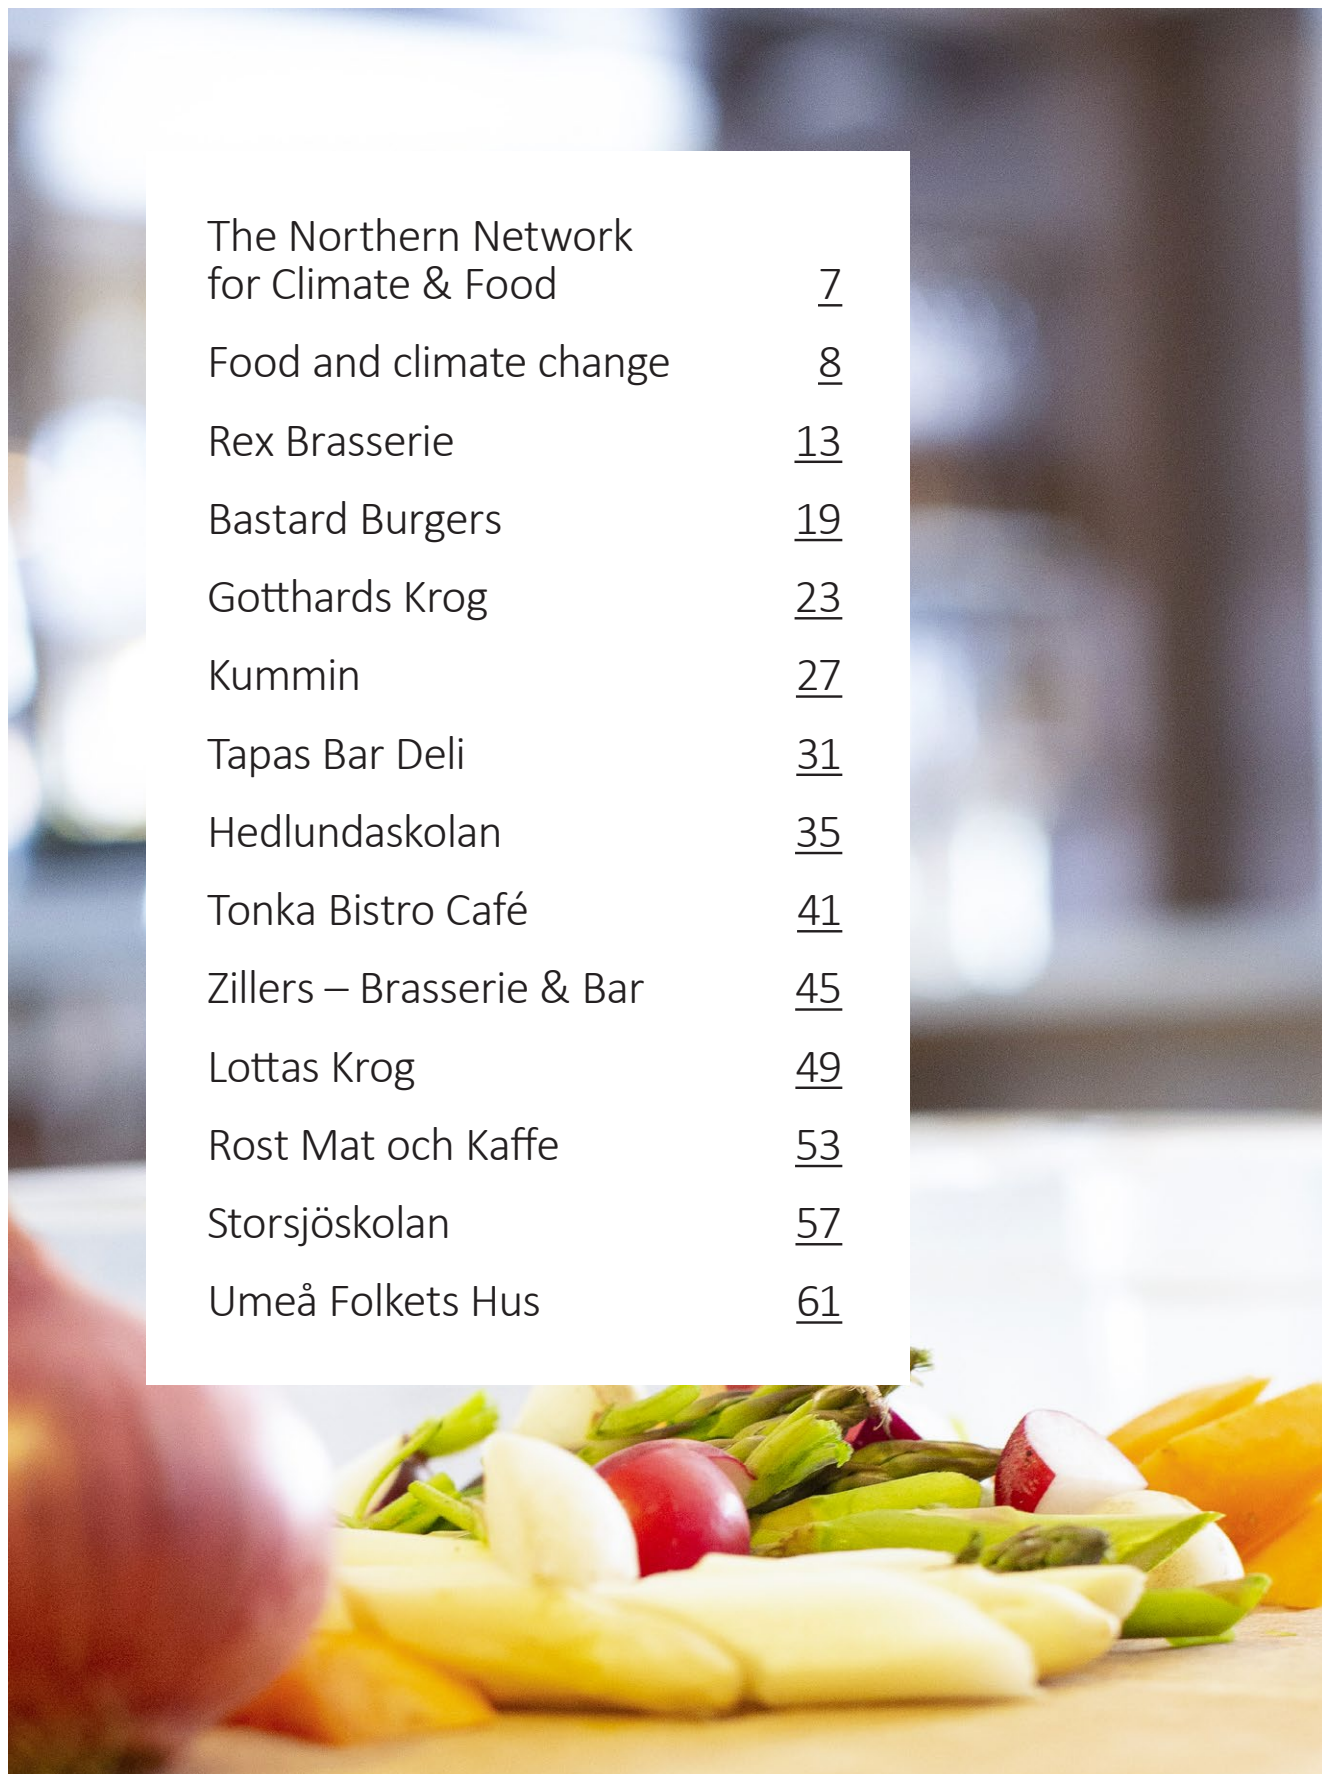 The Northern Network
for Climate & Food 7
Food and climate change 8
Rex Brasserie 13
Bastard Burgers 19
Gotthards Krog 23
Kummin 27
Tapas Bar Deli 31
Hedlundaskolan 35
Tonka Bistro Café 41
Zillers – Brasserie & Bar 45
Lottas Krog 49
Rost Mat och Kaffe 53
Storsjöskolan 57
Umeå Folkets Hus 61